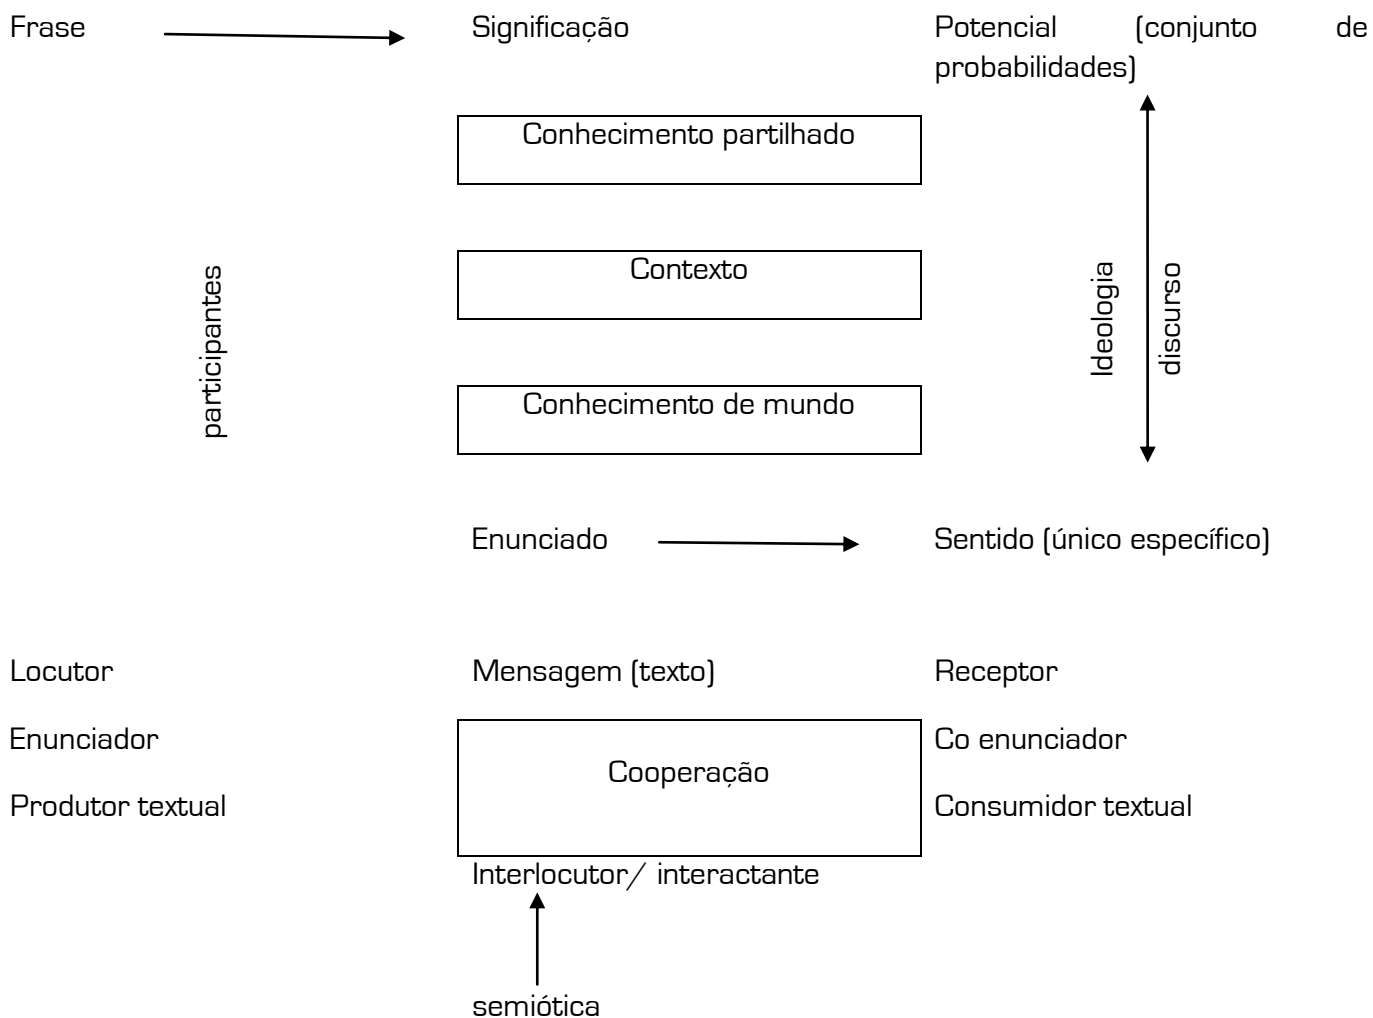 Frase
Significação
Potencial (conjunto de
probabilidades)
Conhecimento partilhado
Contexto
Conhecimento de mundo
participantes
Ideologia
discurso
Enunciado
Sentido (único específico)
Locutor
Mensagem (texto)
Receptor
Enunciador
Cooperação
Co enunciador
Produtor textual
Consumidor textual
Interlocutor/ interactante
semiótica